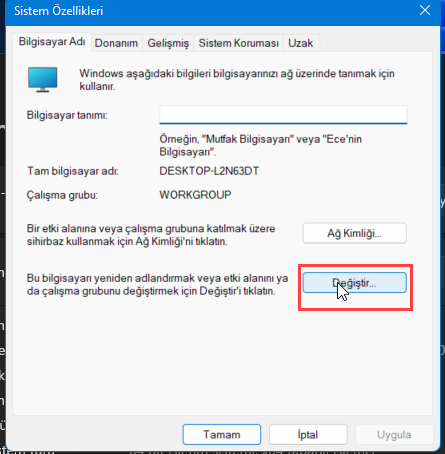 Sistem Özellikleri
Bilgisayar Adı Donanım Gelişmiş Sistem Koruması Uzak
Windows aşağıdaki bilgileri bilgisayarınızı ağ üzerinde tanımak için
kullanır.
Bilgisayar tanımı:
Örneğin, "Mutfak Bilgisayarı" veya "Ece'nin
Bilgisayarı".
Tam bilgisayar adı: DESKTOP-L2N63DT
Çalışma grubu: WORKGROUP
Bir etki alanına veya çalışma grubuna katılmak üzere
sihirbaz kullanmak için Ağ Kimliği'ni tıklatın.
Ağ Kimliği...
Bu bilgisayarı yeniden adlandırmak veya etki alanını ya
da çalışma grubunu değiştirmek için Değiştir'i tıklatın.
Değiştir...
Tamam İptal Uygula